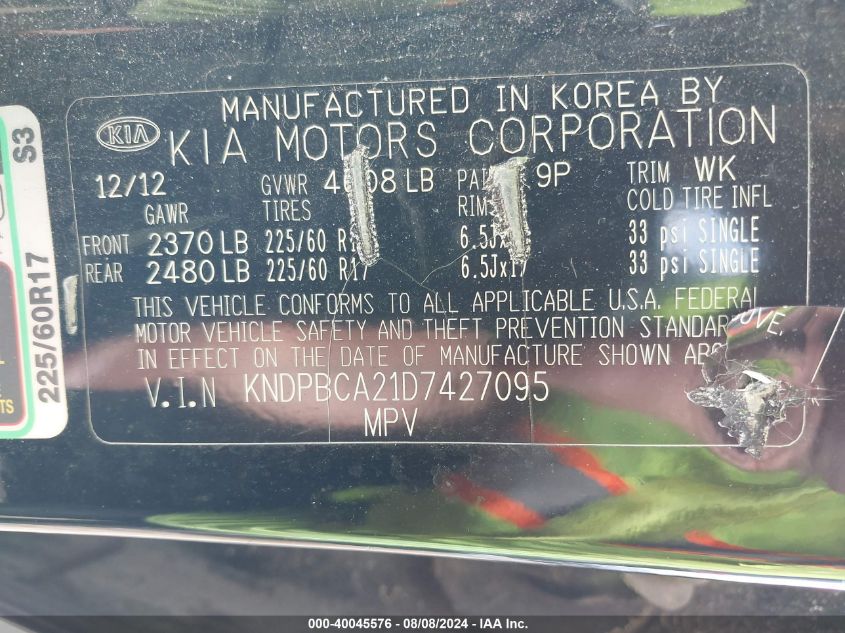 MANUFACTURED IN KOREA BY
KIA KIA MOTORS CORPORATION
12/12 GVWR LB 9P TRIM WK
GAWR TIRES COLD TIRE INFL
FRONT 2370 LB 225/60 33 psi SINGLE
REAR 2480 LB 225/60 R17 6.5Jx17 33 psi SINGLE
THIS VEHICLE CONFORMS TO ALL APPLICABLE U.S.A. FEDERAL
MOTOR VEHICLE SAFETY AND THEFT PREVENTION
IN EFFECT ON THE DATE OF MANUFACTURE SHOWN
V.I.N KNDPBCA21D7427095
MPV
S3
225/60R17
000-40045576 | 08/08/2024 - IAA Inc.